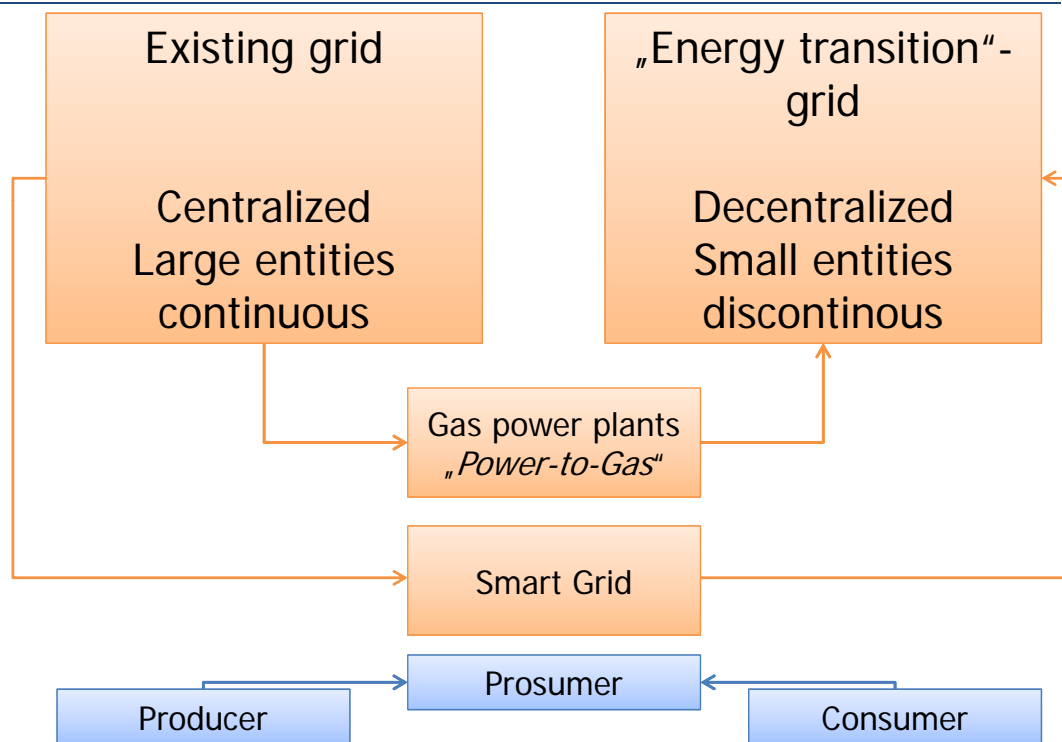 Existing grid
Centralized
Large entities
continuous
„Energy transition“-
grid
Decentralized
Small entities
discontinous
Gas power plants
„Power-to-Gas“
Smart Grid
Prosumer
Producer
Consumer